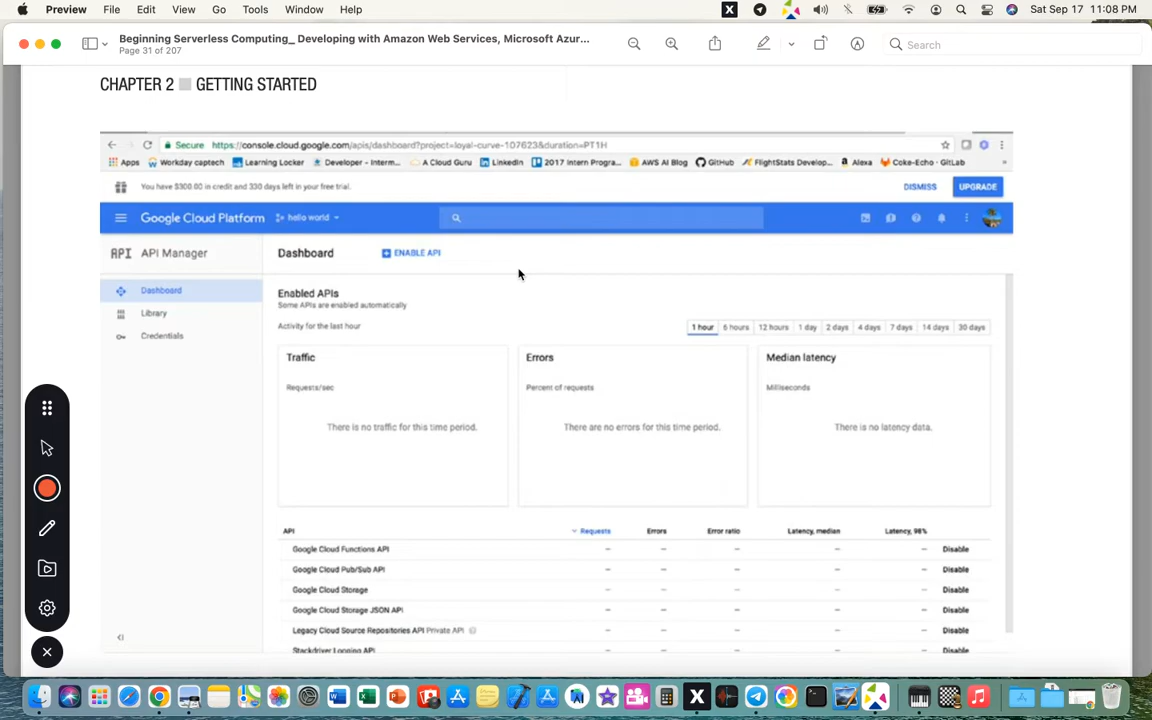 Preview File Edit View Go Tools Window Help X Sat Sep 17 11:08 PM
Beginning Serverless Computing_ Developing with Amazon Web Services, Microsoft Azur...
Page 31 of 207
Search
CHAPTER 2 GETTING STARTED
Secure https://console.cloud.google.com/apis/dashboard?project=loyal-curve-107623&duration=PT1H
Apps Workday captech Learning Locker Developer - Interm... A Cloud Guru LinkedIn 2017 Intern Progra... AWS AI Blog GitHub FlightStats Develop... Alexa Coke-Echo · GitLab
You have $300.00 in credit and 330 days left in your free trial. DISMISS UPGRADE
Google Cloud Platform hello world
API API Manager Dashboard ENABLE API
Dashboard
Library
Credentials
Enabled APIs
Some APIs are enabled automatically
Activity for the last hour 1 hour 6 hours 12 hours 1 day 2 days 4 days 7 days 14 days 30 days
Traffic Errors Median latency
Requests/sec Percent of requests Milliseconds
There is no traffic for this time period. There are no errors for this time period. There is no latency data.
API Requests Errors Error ratio Latency, median Latency, 98%
Google Cloud Functions API – – – – – Disable
Google Cloud Pub/Sub API – – – – – Disable
Google Cloud Storage – – – – – Disable
Google Cloud Storage JSON API – – – – – Disable
Legacy Cloud Source Repositories API Private API – – – – – Disable
Stackdriver Logging API – – – – – Disable